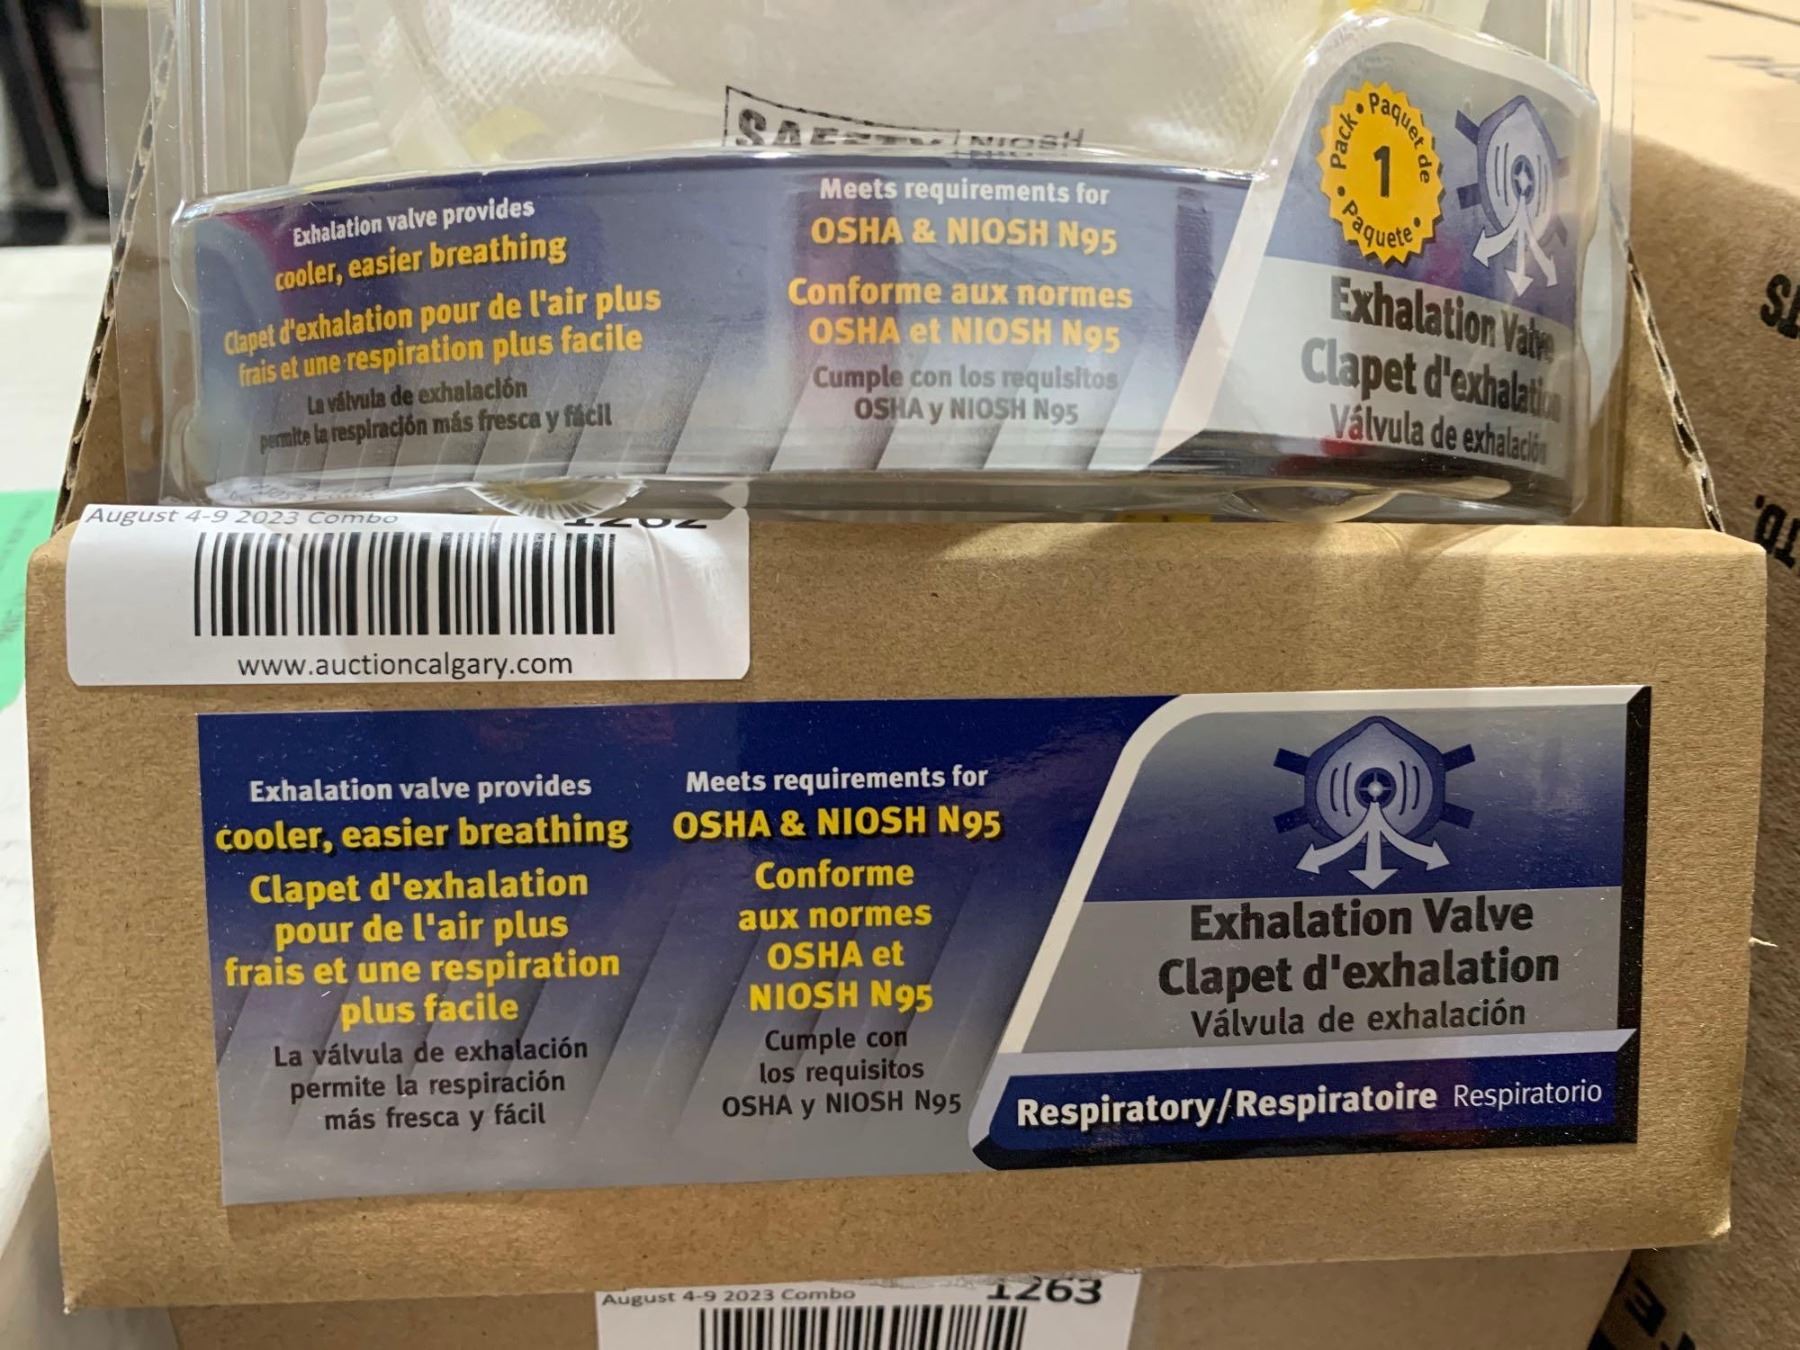 SAFETY NIOSH
Exhalation valve provides
cooler, easier breathing
Clapet d'exhalation pour de l'air plus
frais et une respiration plus facile
La válvula de exhalación
permite la respiración más fresca y fácil
Meets requirements for
OSHA & NIOSH N95
Conforme aux normes
OSHA et NIOSH N95
Cumple con los requisitos
OSHA y NIOSH N95
Pack • Paquet de
1
• Paquete •
Exhalation Valve
Clapet d'exhalation
Válvula de exhalación
August 4-9 2023 Combo 1262
www.auctioncalgary.com
Exhalation valve provides
cooler, easier breathing
Clapet d'exhalation
pour de l'air plus
frais et une respiration
plus facile
La válvula de exhalación
permite la respiración
más fresca y fácil
Meets requirements for
OSHA & NIOSH N95
Conforme
aux normes
OSHA et
NIOSH N95
Cumple con
los requisitos
OSHA y NIOSH N95
Exhalation Valve
Clapet d'exhalation
Válvula de exhalación
Respiratory/Respiratoire Respiratorio
August 4-9 2023 Combo 1263
TD.